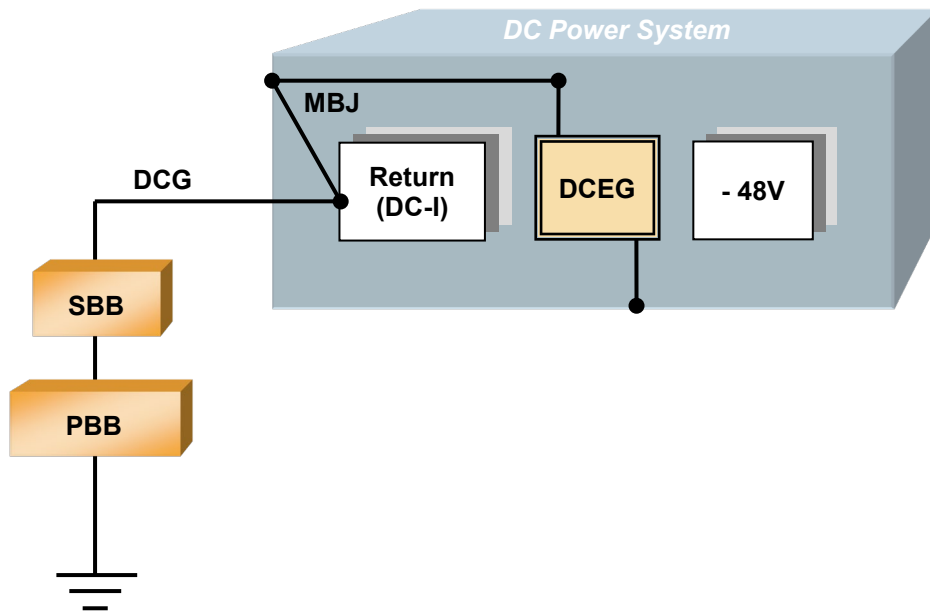 DC Power System
MBJ
DCG
Return
(DC-I)
DCEG
- 48V
SBB
PBB